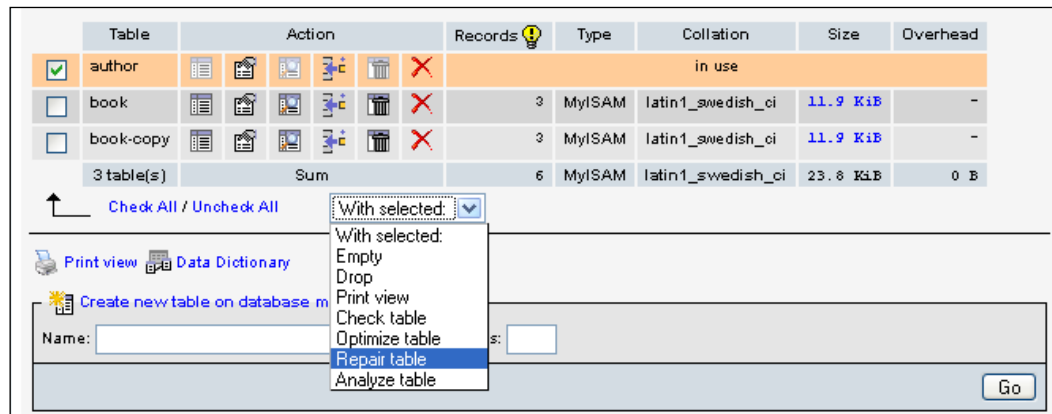 Table Action Records Type Collation Size Overhead
author in use
book 3 MyISAM latin1_swedish_ci 11.9 KiB -
book-copy 3 MyISAM latin1_swedish_ci 11.9 KiB -
3 table(s) Sum 6 MyISAM latin1_swedish_ci 23.8 KiB 0 B
Check All / Uncheck All With selected:
With selected:
Empty
Drop
Print view
Check table
Optimize table
Repair table
Analyze table
Print view Data Dictionary
Create new table on database m
Name: s:
Go